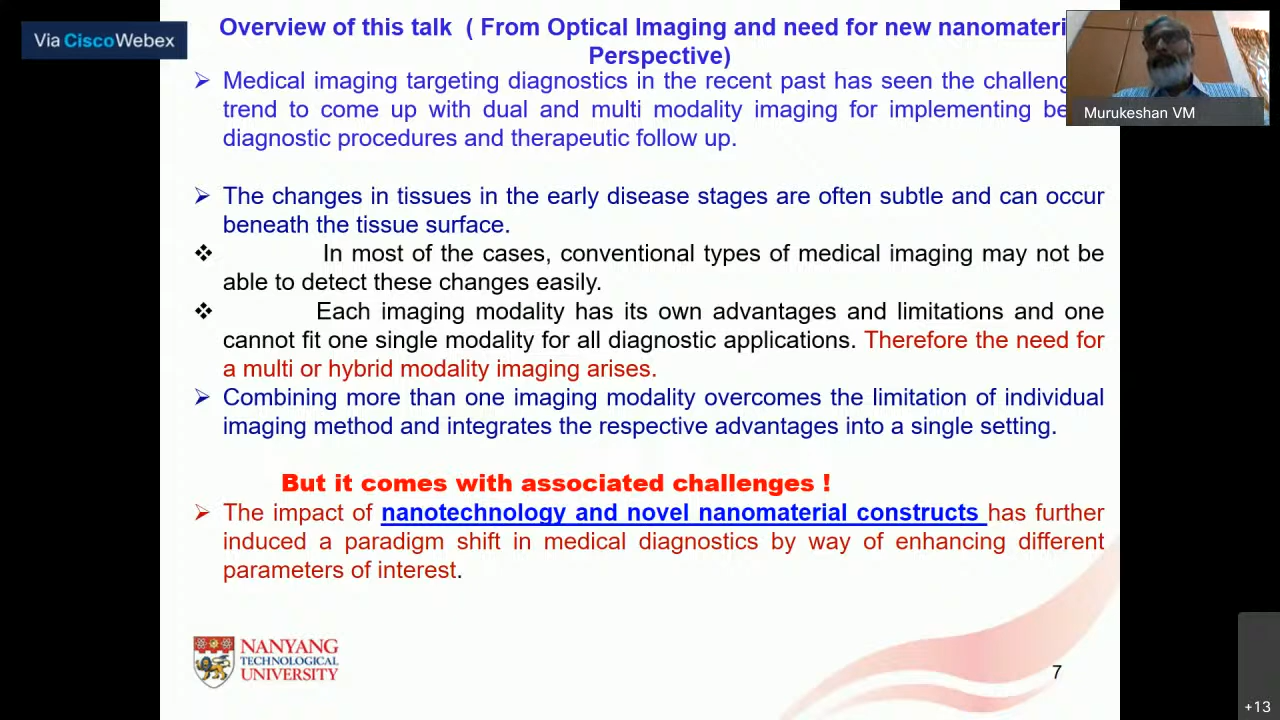 Via Cisco Webex
Overview of this talk ( From Optical Imaging and need for new
Perspective)
Murukeshan VM
➢ Medical imaging targeting diagnostics in the recent past has seen the
trend to come up with dual and multi modality imaging for implementing
diagnostic procedures and therapeutic follow up.
➢ The changes in tissues in the early disease stages are often subtle and can occur
beneath the tissue surface.
❖ In most of the cases, conventional types of medical imaging may not be
able to detect these changes easily.
❖ Each imaging modality has its own advantages and limitations and one
cannot fit one single modality for all diagnostic applications. Therefore the need for
a multi or hybrid modality imaging arises.
➢ Combining more than one imaging modality overcomes the limitation of individual
imaging method and integrates the respective advantages into a single setting.
But it comes with associated challenges !
➢ The impact of nanotechnology and novel nanomaterial constructs has further
induced a paradigm shift in medical diagnostics by way of enhancing different
parameters of interest.
NANYANG
TECHNOLOGICAL
UNIVERSITY
7
+13